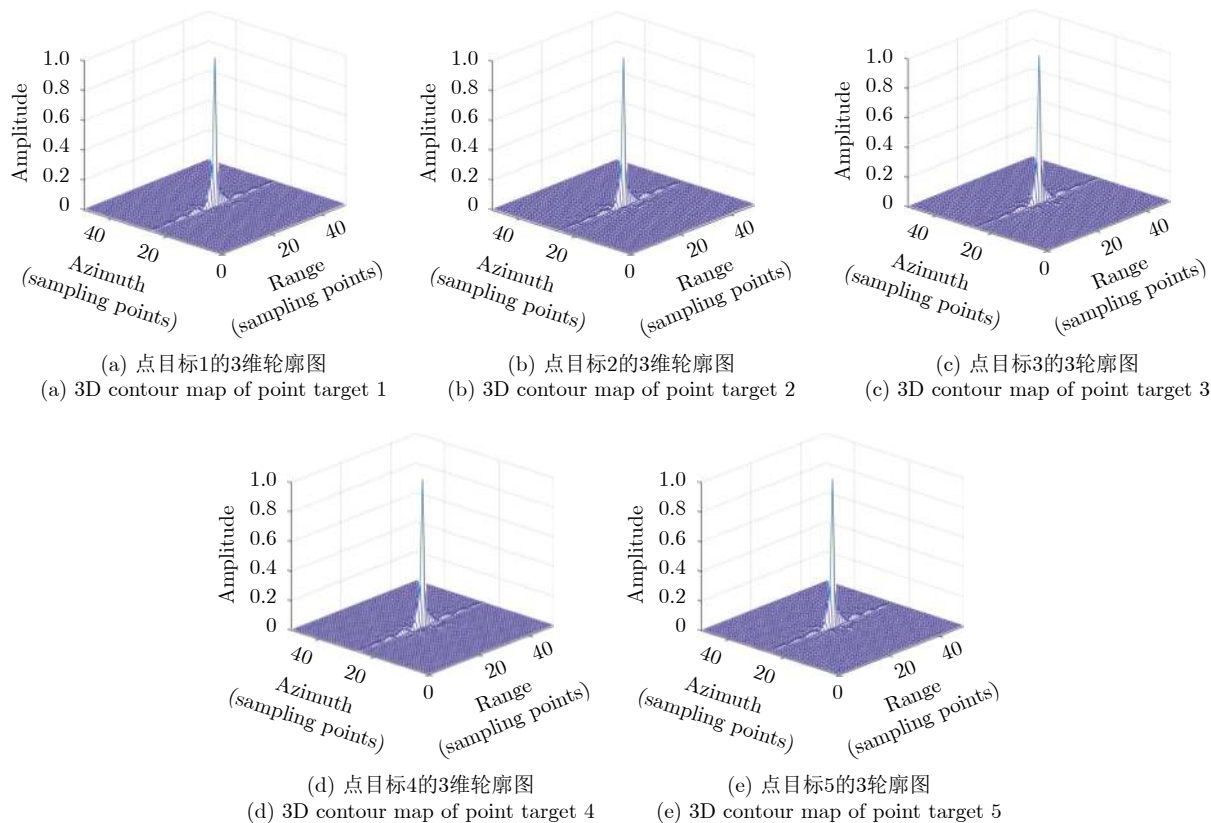 1.0
0.8
0.6
0.4
0.2
0
Amplitude
40
20
0
20
40
Azimuth
(sampling points)
Range
(sampling points)
(a) 点目标1的3维轮廓图
(a) 3D contour map of point target 1
1.0
0.8
0.6
0.4
0.2
0
Amplitude
40
20
0
20
40
Azimuth
(sampling points)
Range
(sampling points)
(b) 点目标2的3维轮廓图
(b) 3D contour map of point target 2
1.0
0.8
0.6
0.4
0.2
0
Amplitude
40
20
0
20
40
Azimuth
(sampling points)
Range
(sampling points)
(c) 点目标3的3轮廓图
(c) 3D contour map of point target 3
1.0
0.8
0.6
0.4
0.2
0
Amplitude
40
20
0
20
40
Azimuth
(sampling points)
Range
(sampling points)
(d) 点目标4的3维轮廓图
(d) 3D contour map of point target 4
1.0
0.8
0.6
0.4
0.2
0
Amplitude
40
20
0
20
40
Azimuth
(sampling points)
Range
(sampling points)
(e) 点目标5的3轮廓图
(e) 3D contour map of point target 5